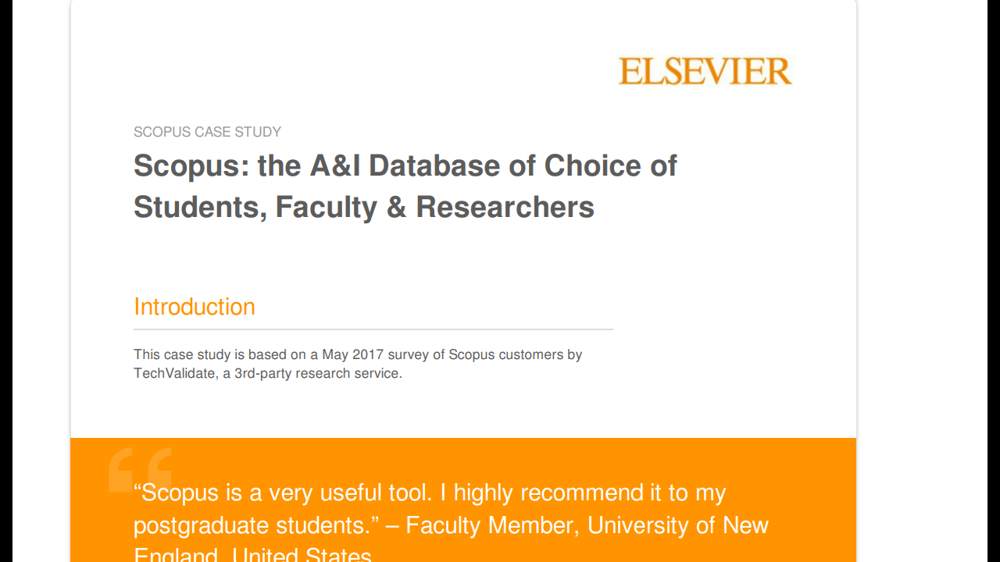 ELSEVIER
SCOPUS CASE STUDY
Scopus: the A&I Database of Choice of
Students, Faculty & Researchers
Introduction
This case study is based on a May 2017 survey of Scopus customers by
TechValidate, a 3rd-party research service.
“Scopus is a very useful tool. I highly recommend it to my
postgraduate students.” – Faculty Member, University of New
England, United States